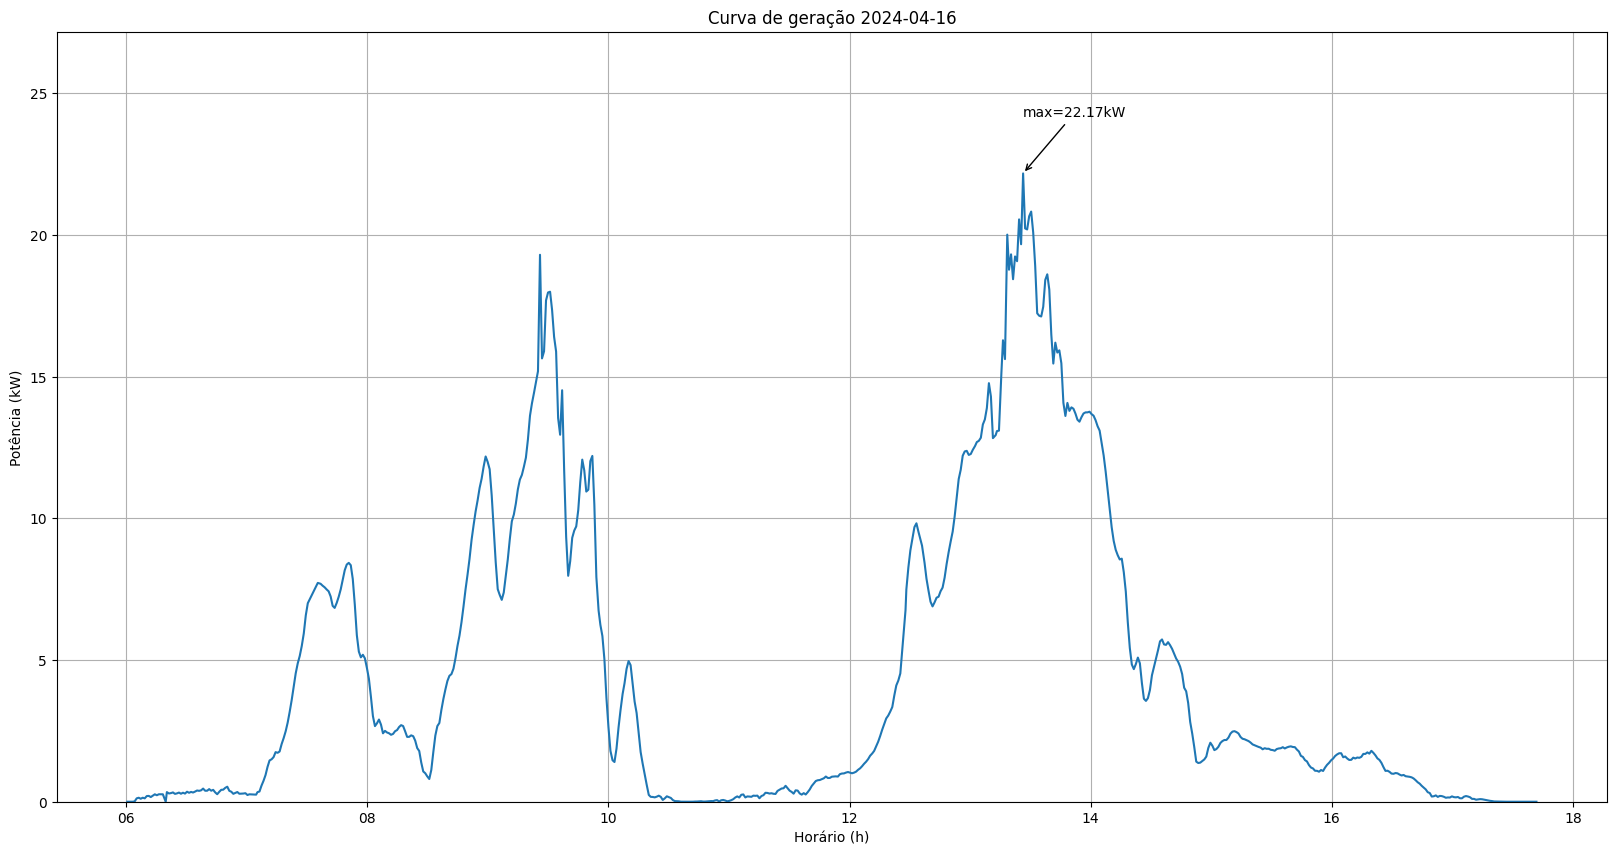 Curva de geração 2024-04-16
max=22.17kW
Potência (kW)
25
20
15
10
5
0
06 08 10 12 14 16 18
Horário (h)